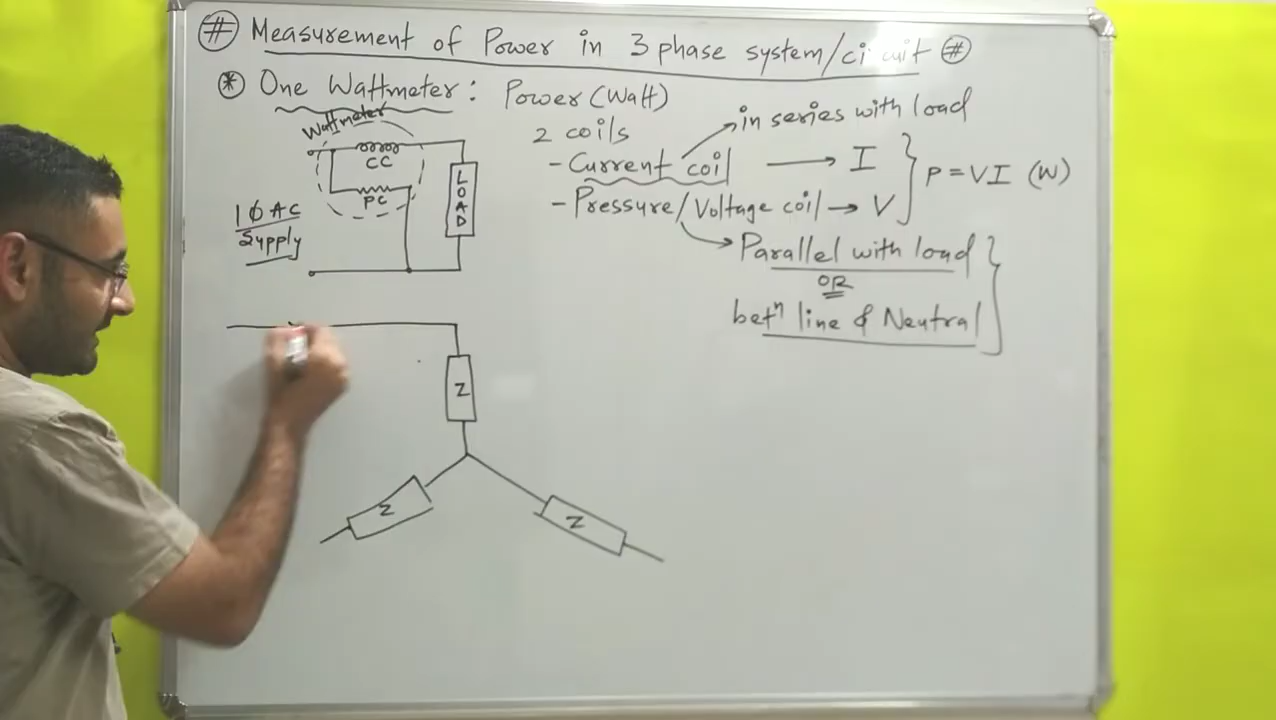 # Measurement of Power in 3 phase system/circuit #
* One Wattmeter: Power (Watt)
2 coils
- Current coil → I
in series with load
- Pressure/Voltage coil → V
P = VI (W)
Parallel with load
OR
betⁿ line & Neutral
Wattmeter
CC
PC
LOAD
1φ AC
Supply
Z
Z
Z